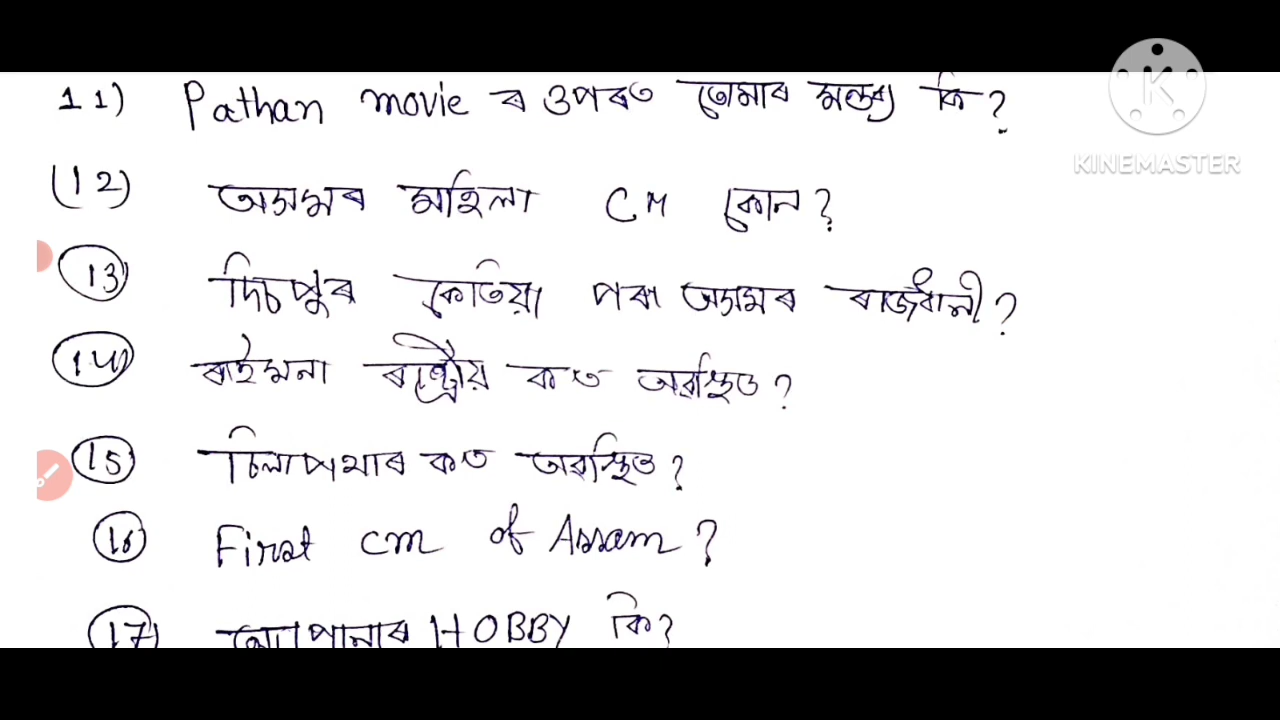 11) Pathan movie ৰ ওপৰত তোমাৰ মন্তব্য কি?
KINEMASTER
(12) অসমৰ মহিলা CM কোন?
13 দিচপুৰ কেতিয়া পৰা অসমৰ ৰাজধানী?
14 ৰাইমনা ৰাষ্ট্ৰীয় কত অৱস্থিত?
15 চিলাপথাৰ কত অৱস্থিত?
16 First cm of Assam?
17) আপোনাৰ HOBBY কি?